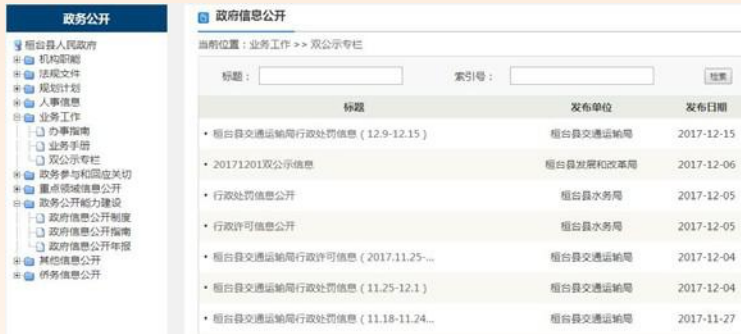 政务公开
桓台县人民政府
机构职能
法规文件
规划计划
人事信息
业务工作
办事指南
业务手册
双公示专栏
政务参与和回应关切
重点领域信息公开
政务公开能力建设
政府信息公开制度
政府信息公开指南
政府信息公开年报
其他信息公开
侨务信息公开
政府信息公开
当前位置：业务工作 >> 双公示专栏
标题： 索引号： 检索
标题 发布单位 发布日期
• 桓台县交通运输局行政处罚信息（12.9-12.15） 桓台县交通运输局 2017-12-15
• 20171201双公示信息 桓台县发展和改革局 2017-12-06
• 行政处罚信息公开 桓台县水务局 2017-12-05
• 行政许可信息公开 桓台县水务局 2017-12-05
• 桓台县交通运输局行政许可信息（2017.11.25-... 桓台县交通运输局 2017-12-04
• 桓台县交通运输局行政处罚信息（11.25-12.1） 桓台县交通运输局 2017-12-04
• 桓台县交通运输局行政处罚信息（11.18-11.24... 桓台县交通运输局 2017-11-27